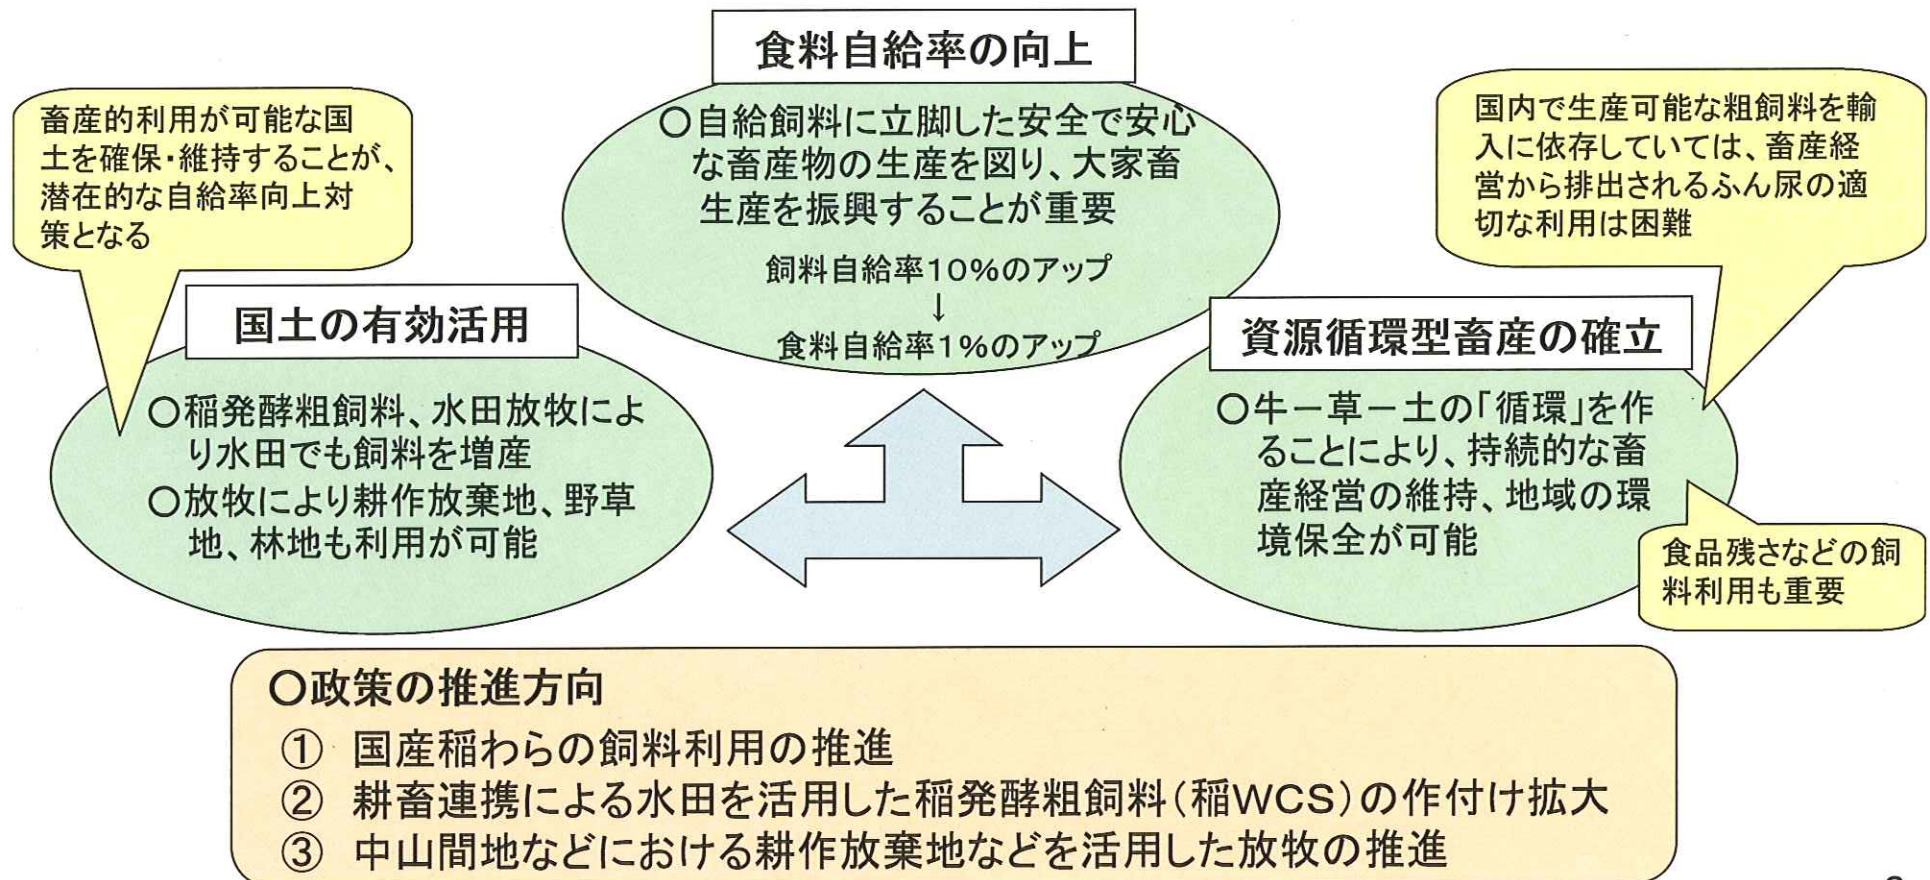 食料自給率の向上
〇自給飼料に立脚した安全で安心
な畜産物の生産を図り、大家畜
生産を振興することが重要
飼料自給率10%のアップ
↓
食料自給率1%のアップ
畜産的利用が可能な国
土を確保・維持することが、
潜在的な自給率向上対
策となる
国土の有効活用
〇稲発酵粗飼料、水田放牧によ
り水田でも飼料を増産
〇放牧により耕作放棄地、野草
地、林地も利用が可能
国内で生産可能な粗飼料を輸
入に依存していては、畜産経
営から排出されるふん尿の適
切な利用は困難
資源循環型畜産の確立
〇牛－草－土の「循環」を作
ることにより、持続的な畜
産経営の維持、地域の環
境保全が可能
食品残さなどの飼
料利用も重要
〇政策の推進方向
① 国産稲わらの飼料利用の推進
② 耕畜連携による水田を活用した稲発酵粗飼料(稲WCS)の作付け拡大
③ 中山間地などにおける耕作放棄地などを活用した放牧の推進